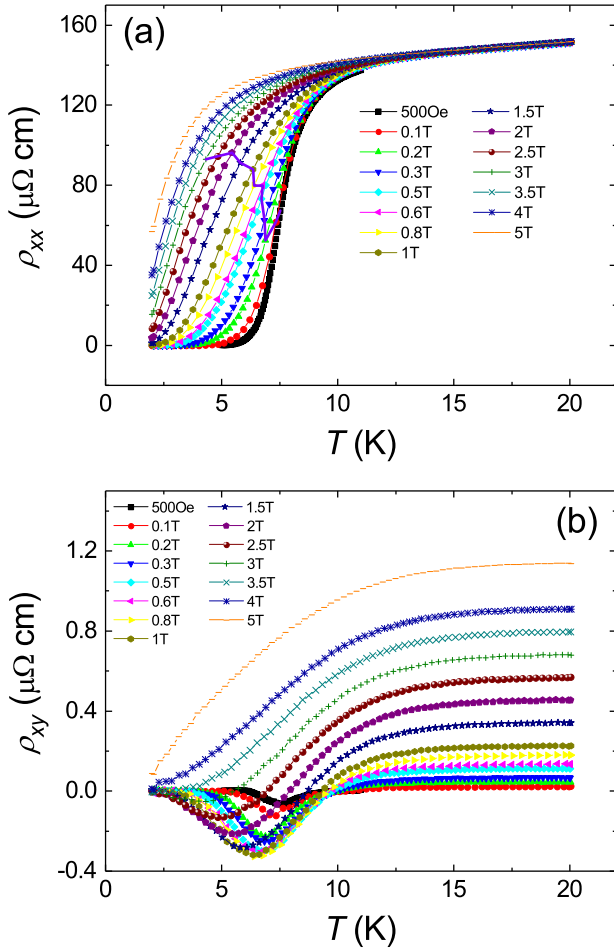 (a)
160
120
80
40
0
ρxx (μΩ cm)
500Oe
0.1T
0.2T
0.3T
0.5T
0.6T
0.8T
1T
1.5T
2T
2.5T
3T
3.5T
4T
5T
0 5 10 15 20
T (K)
(b)
1.2
0.8
0.4
0.0
-0.4
ρxy (μΩ cm)
500Oe
0.1T
0.2T
0.3T
0.5T
0.6T
0.8T
1T
1.5T
2T
2.5T
3T
3.5T
4T
5T
0 5 10 15 20
T (K)